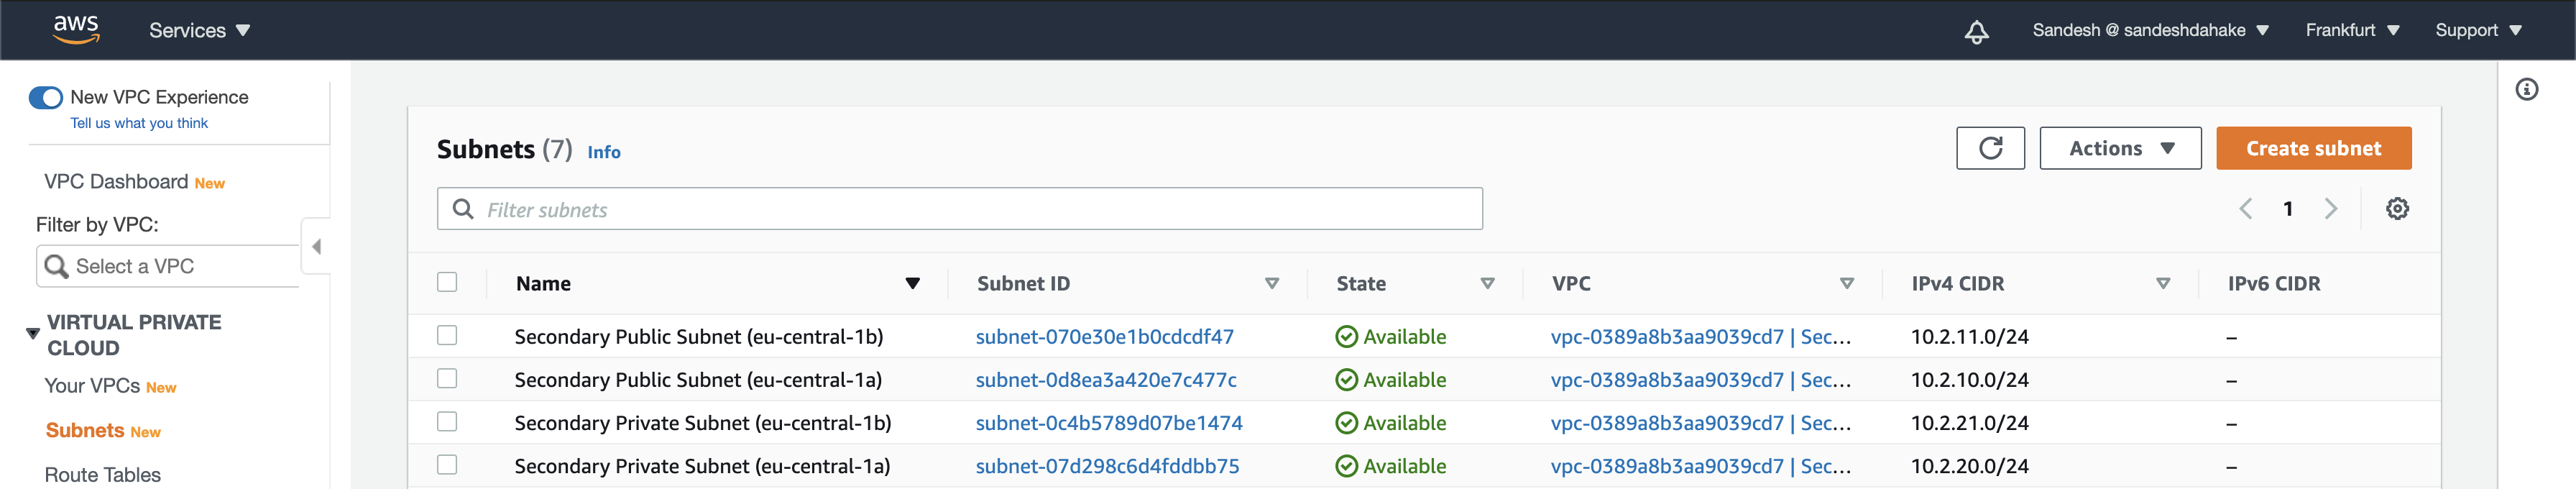 aws Services Sandesh @ sandeshdahake Frankfurt Support
New VPC Experience
Tell us what you think
VPC Dashboard New
Filter by VPC:
Select a VPC
VIRTUAL PRIVATE
CLOUD
Your VPCs New
Subnets New
Route Tables
Subnets (7) Info Actions Create subnet
Filter subnets 1
Name Subnet ID State VPC IPv4 CIDR IPv6 CIDR
Secondary Public Subnet (eu-central-1b) subnet-070e30e1b0cdcdf47 Available vpc-0389a8b3aa9039cd7 | Sec... 10.2.11.0/24 –
Secondary Public Subnet (eu-central-1a) subnet-0d8ea3a420e7c477c Available vpc-0389a8b3aa9039cd7 | Sec... 10.2.10.0/24 –
Secondary Private Subnet (eu-central-1b) subnet-0c4b5789d07be1474 Available vpc-0389a8b3aa9039cd7 | Sec... 10.2.21.0/24 –
Secondary Private Subnet (eu-central-1a) subnet-07d298c6d4fddbb75 Available vpc-0389a8b3aa9039cd7 | Sec... 10.2.20.0/24 –